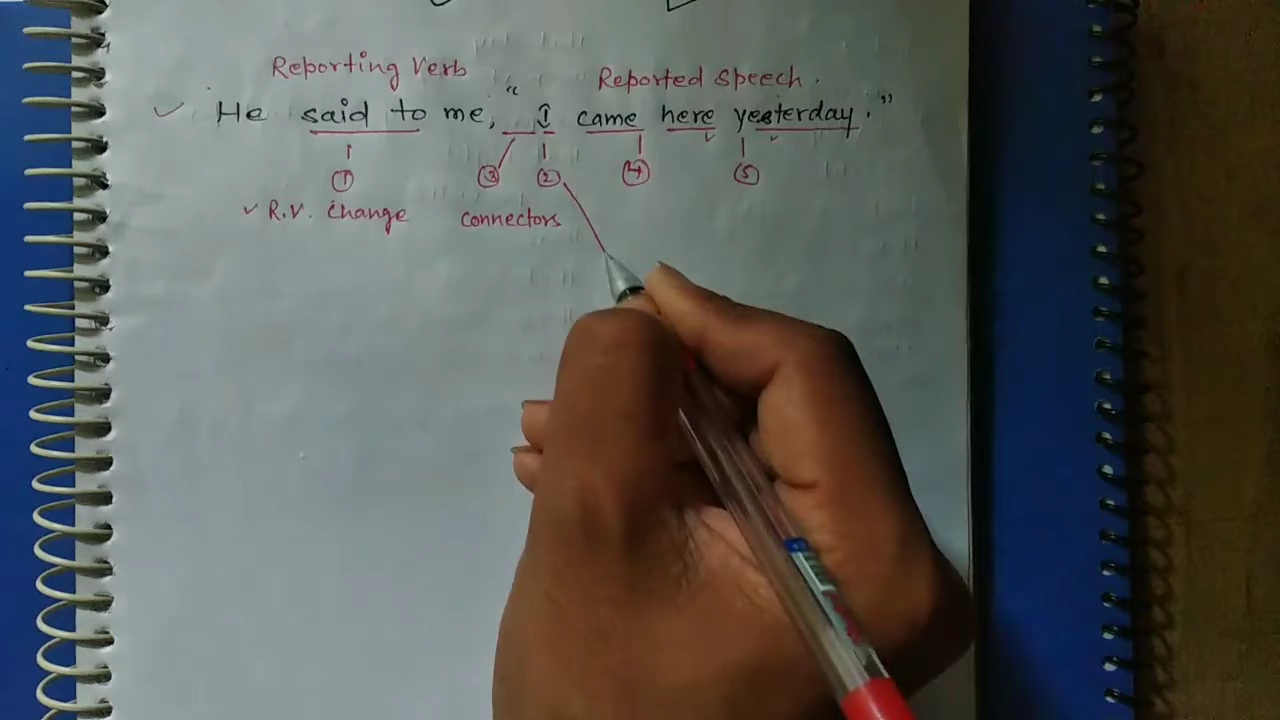 Reporting Verb Reported Speech.
✓ He said to me, "I came here yesterday."
① ③ ② ④ ⑤
✓ R.V. Change connectors